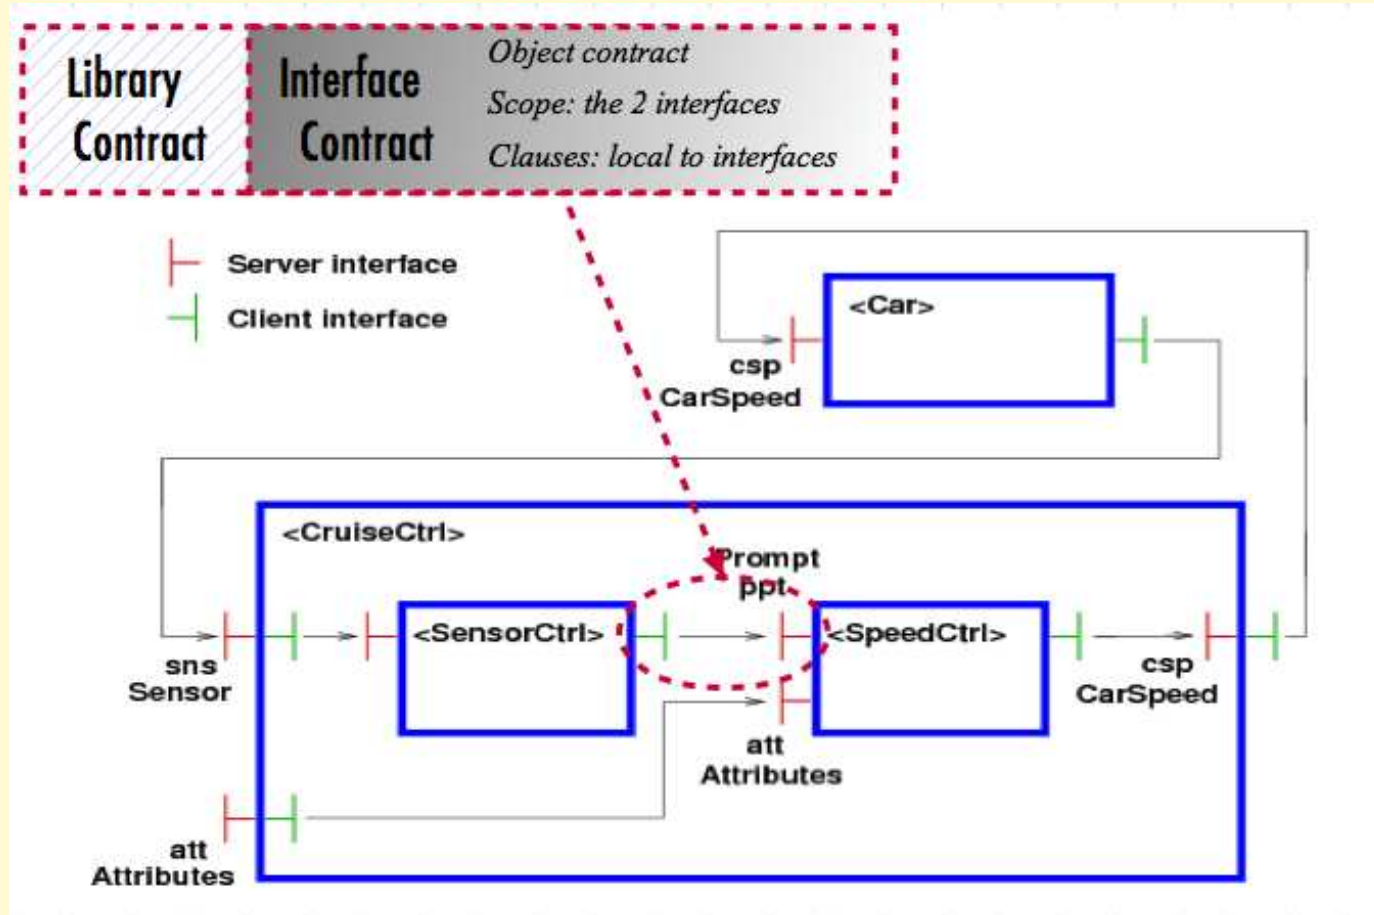 Library
Contract
Interface
Contract
Object contract
Scope: the 2 interfaces
Clauses: local to interfaces
Server interface
Client interface
<Car>
csp
CarSpeed
<CruiseCtrl>
Prompt
ppt
<SensorCtrl>
<SpeedCtrl>
sns
Sensor
csp
CarSpeed
att
Attributes
att
Attributes